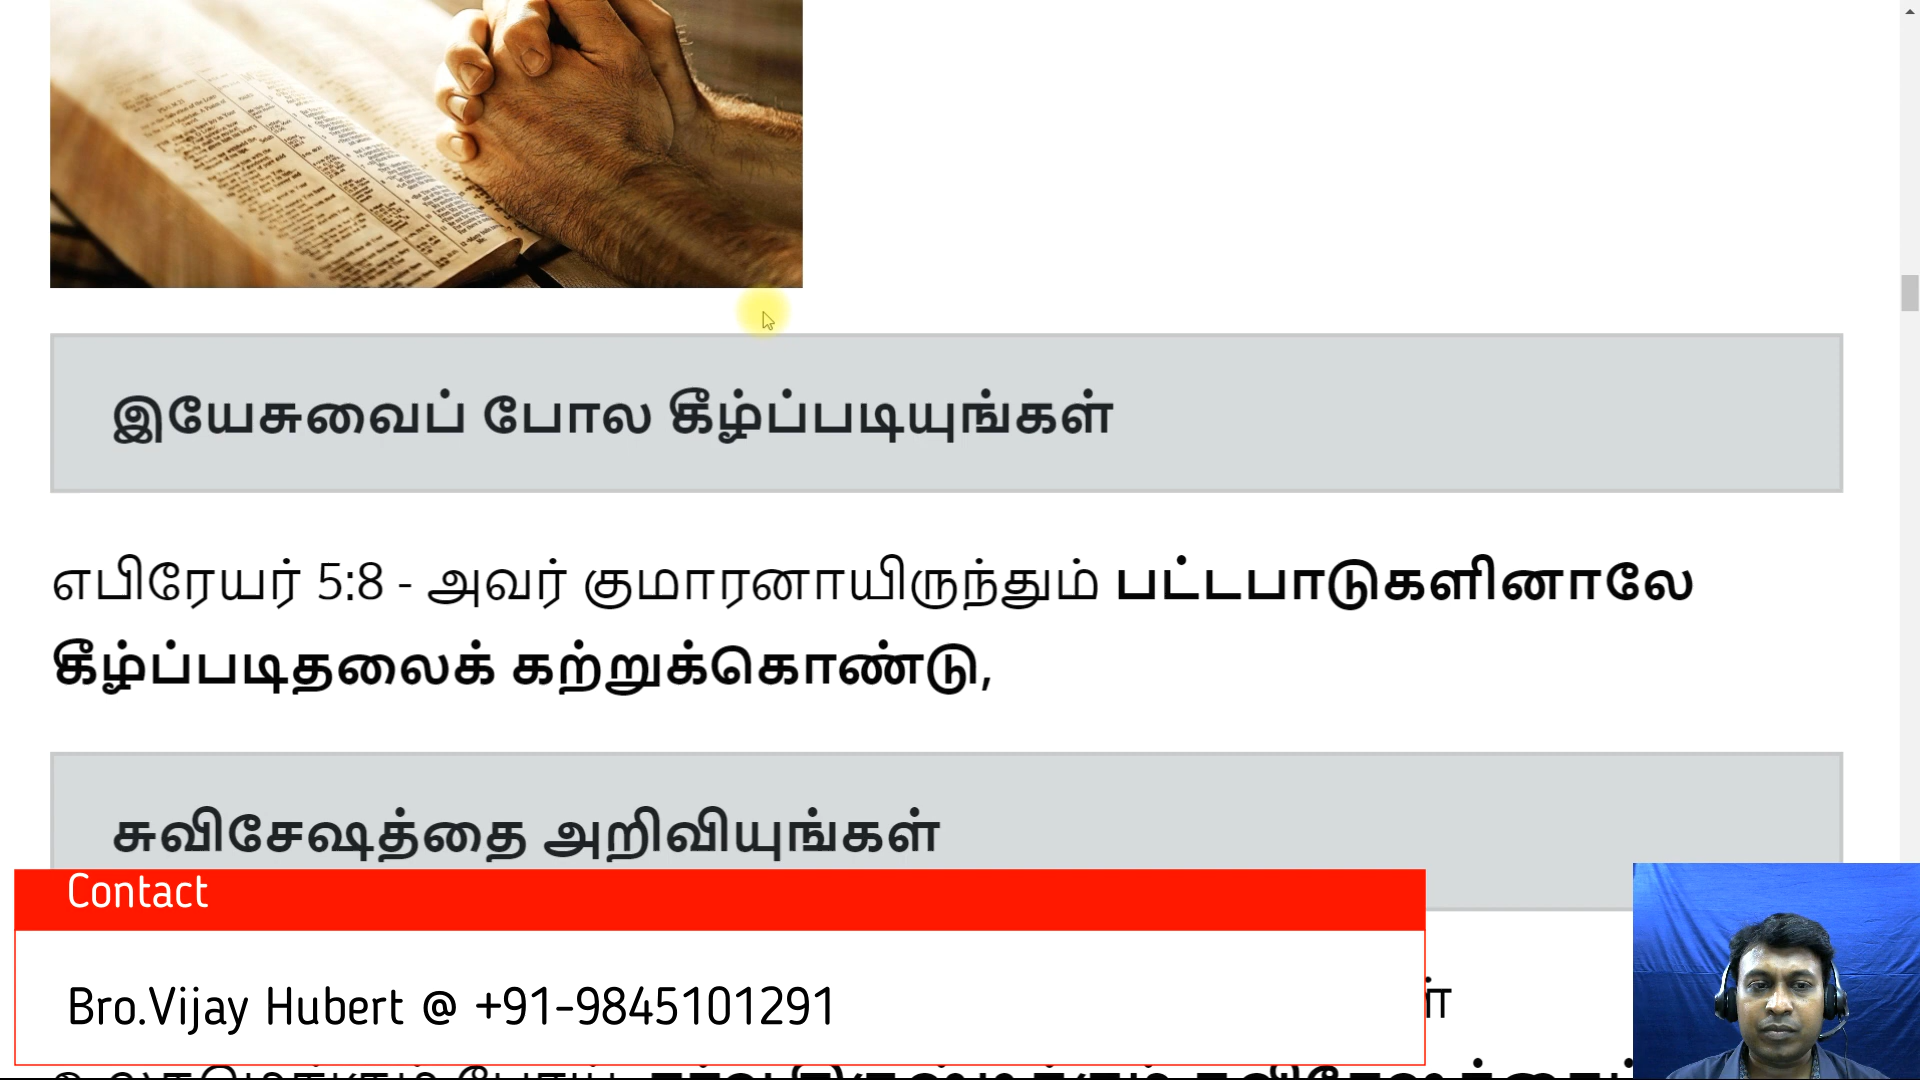 இயேசுவைப் போல கீழ்ப்படியுங்கள்
எபிரேயர் 5:8 - அவர் குமாரனாயிருந்தும் பட்டபாடுகளினாலே
கீழ்ப்படிதலைக் கற்றுக்கொண்டு,
சுவிசேஷத்தை அறிவியுங்கள்
Contact
Bro.Vijay Hubert @ +91-9845101291